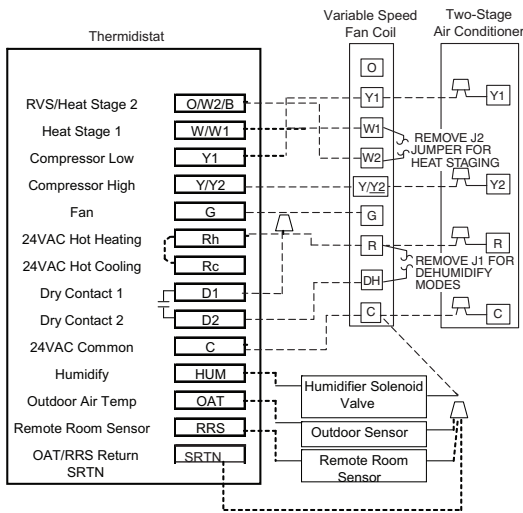 Variable Speed
Fan Coil
Two-Stage
Air Conditioner
Thermidistat
RVS/Heat Stage 2
O/W2/B
Heat Stage 1
W/W1
Compressor Low
Y1
Compressor High
Y/Y2
Fan
G
24VAC Hot Heating
Rh
24VAC Hot Cooling
Rc
Dry Contact 1
D1
Dry Contact 2
D2
24VAC Common
C
Humidify
HUM
Outdoor Air Temp
OAT
Remote Room Sensor
RRS
OAT/RRS Return
SRTN
SRTN
O
Y1
W1
W2
Y/Y2
G
R
DH
C
REMOVE J2
JUMPER FOR
HEAT STAGING
REMOVE J1 FOR
DEHUMIDIFY
MODES
Y1
Y2
R
C
Humidifier Solenoid
Valve
Outdoor Sensor
Remote Room
Sensor